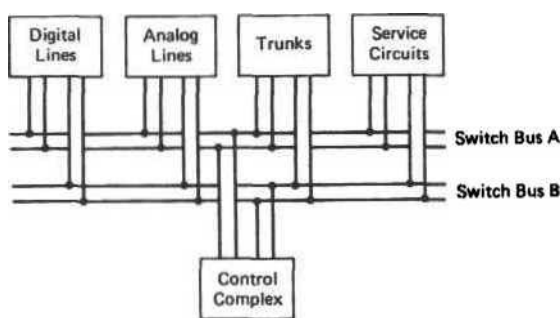 Digital
Lines
Analog
Lines
Trunks
Service
Circuits
Switch Bus A
Switch Bus B
Control
Complex